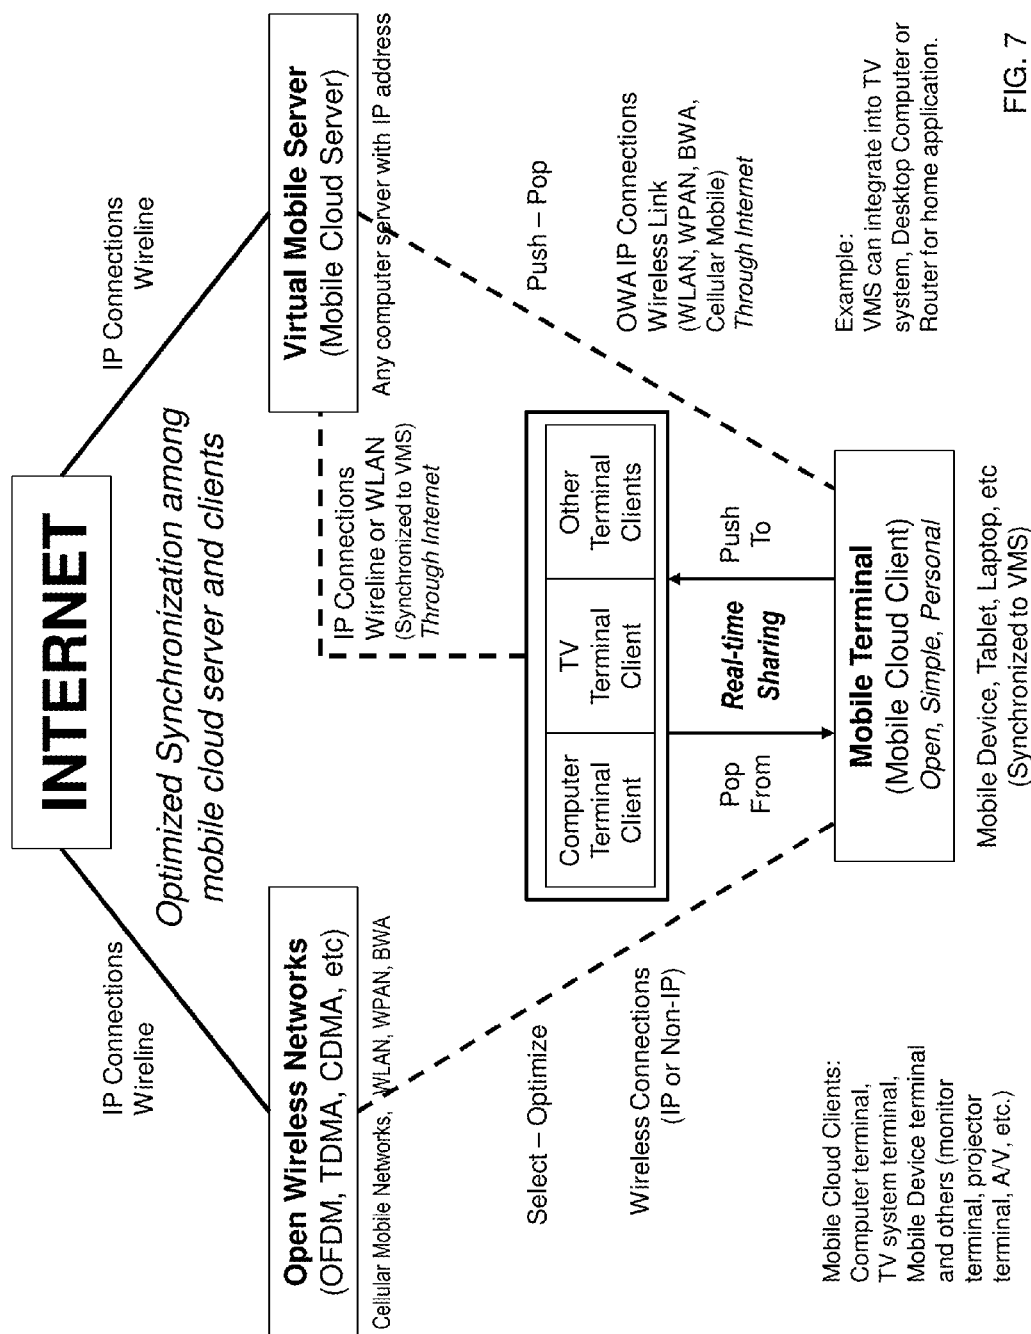 INTERNET
IP Connections
Wireline
IP Connections
Wireline
Optimized Synchronization among
mobile cloud server and clients
Open Wireless Networks
(OFDM, TDMA, CDMA, etc)
Cellular Mobile Networks, WLAN, WPAN, BWA
Virtual Mobile Server
(Mobile Cloud Server)
Any computer server with IP address
IP Connections
Wireline or WLAN
(Synchronized to VMS)
Through Internet
Select – Optimize
Wireless Connections
(IP or Non-IP)
Computer
Terminal
Client
TV
Terminal
Client
Other
Terminal
Clients
Push – Pop
OWA IP Connections
Wireless Link
(WLAN, WPAN, BWA,
Cellular Mobile)
Through Internet
Pop
From
Real-time
Sharing
Push
To
Mobile Terminal
(Mobile Cloud Client)
Open, Simple, Personal
Mobile Device, Tablet, Laptop, etc
(Synchronized to VMS)
Mobile Cloud Clients:
Computer terminal,
TV system terminal,
Mobile Device terminal
and others (monitor
terminal, projector
terminal, A/V, etc.)
Example:
VMS can integrate into TV
system, Desktop Computer or
Router for home application.
FIG. 7